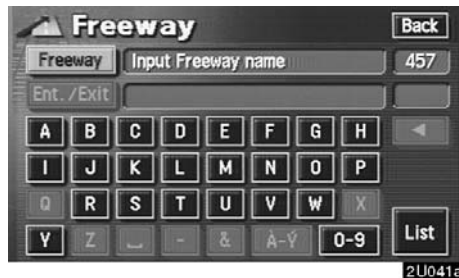 Freeway Back
Freeway Input Freeway name 457
Ent. /Exit
A B C D E F G H
I J K L M N O P
Q R S T U V W X
Y Z - & À-Ý 0-9 List
2U041a